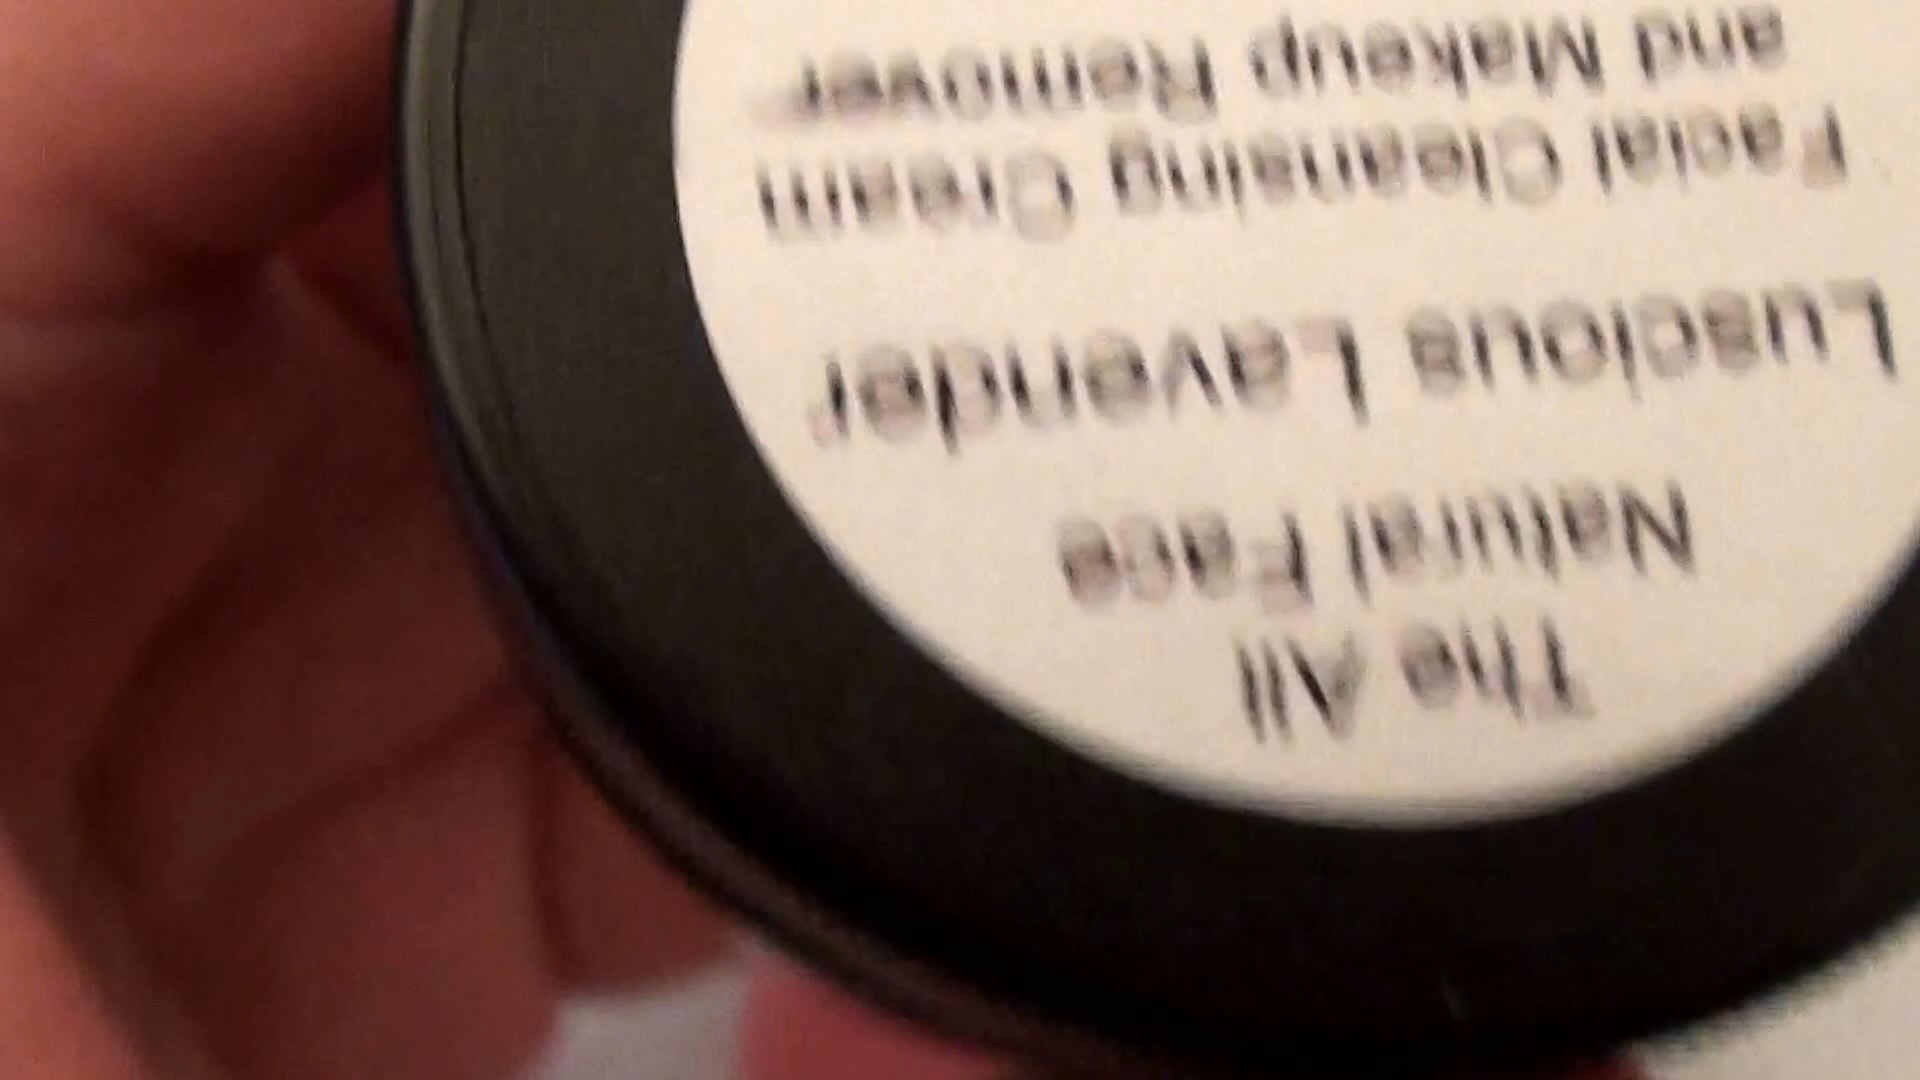 The All
Natural Face
Luscious Lavender
Facial Cleansing Cream
and Makeup Remover